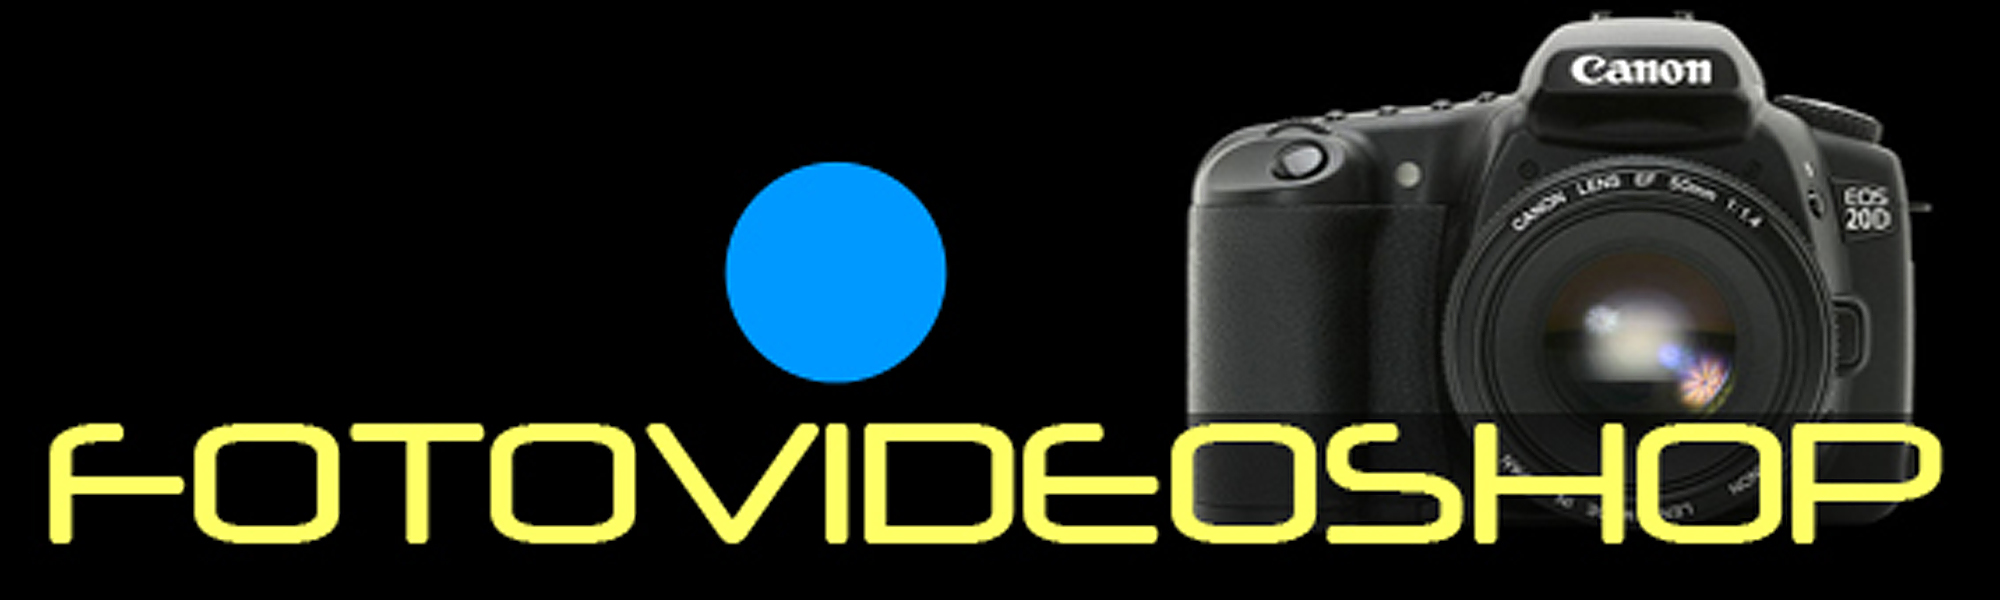 Canon
CANON LENS EF 50mm 1:1.4
EOS
20D
FOTOVIDEOSHOP